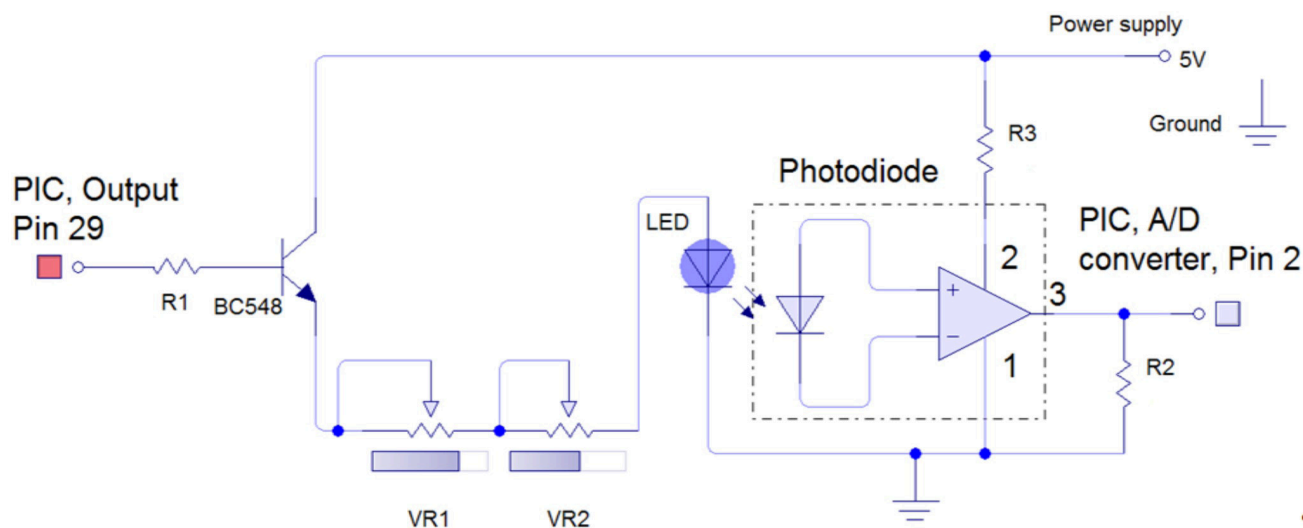 Power supply
5V
Ground
R3
Photodiode
PIC, Output
Pin 29
LED
PIC, A/D
converter, Pin 2
2
3
R1
BC548
+
−
1
R2
VR1
VR2